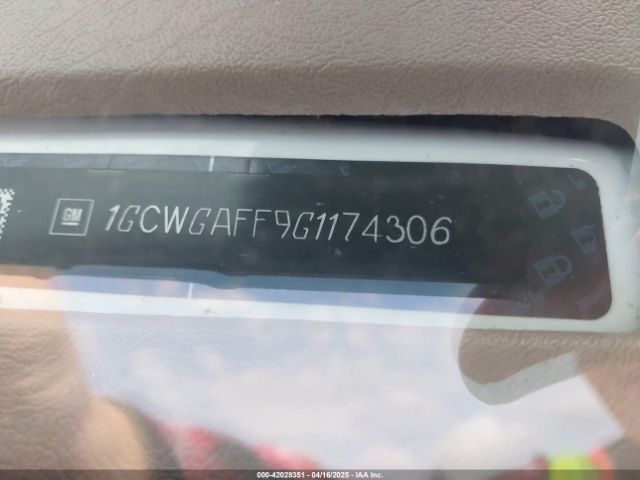 GM 1GCWGAFF9G1174306
000-42028351 | 04/16/2025 | IAA Inc.